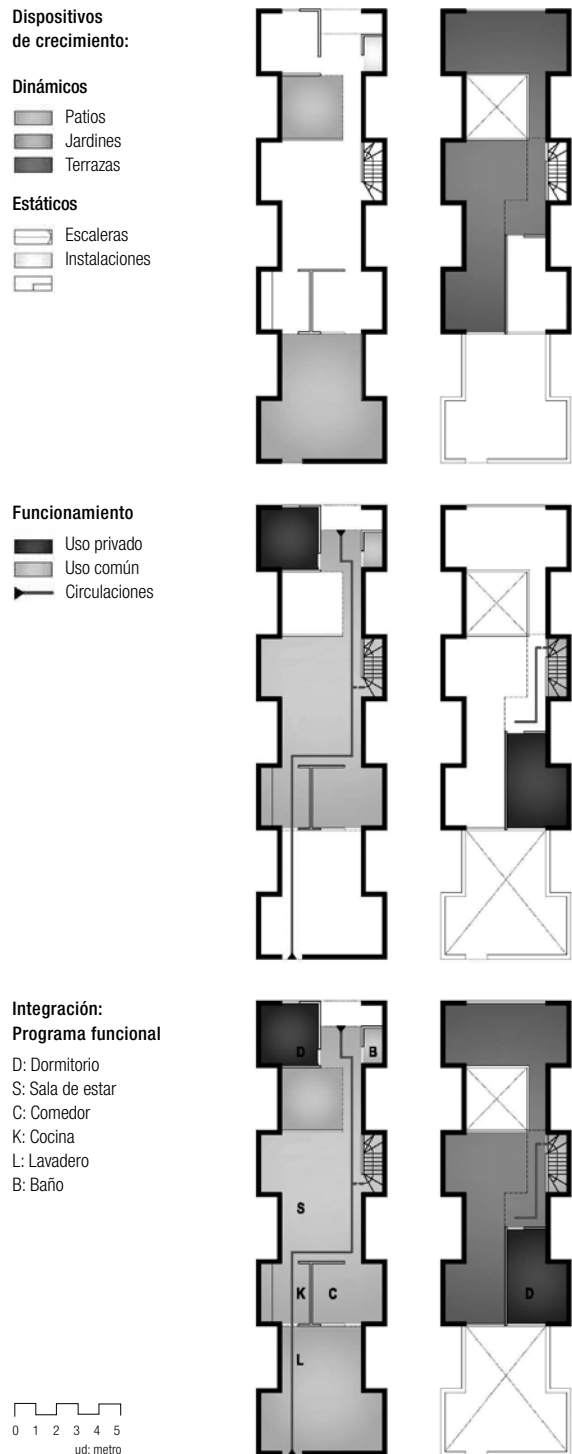 Dispositivos
de crecimiento:
Dinámicos
Patios
Jardines
Terrazas
Estáticos
Escaleras
Instalaciones
Funcionamiento
Uso privado
Uso común
Circulaciones
Integración:
Programa funcional
D: Dormitorio
S: Sala de estar
C: Comedor
K: Cocina
L: Lavadero
B: Baño
D
B
S
K
C
L
D
0 1 2 3 4 5
ud: metro